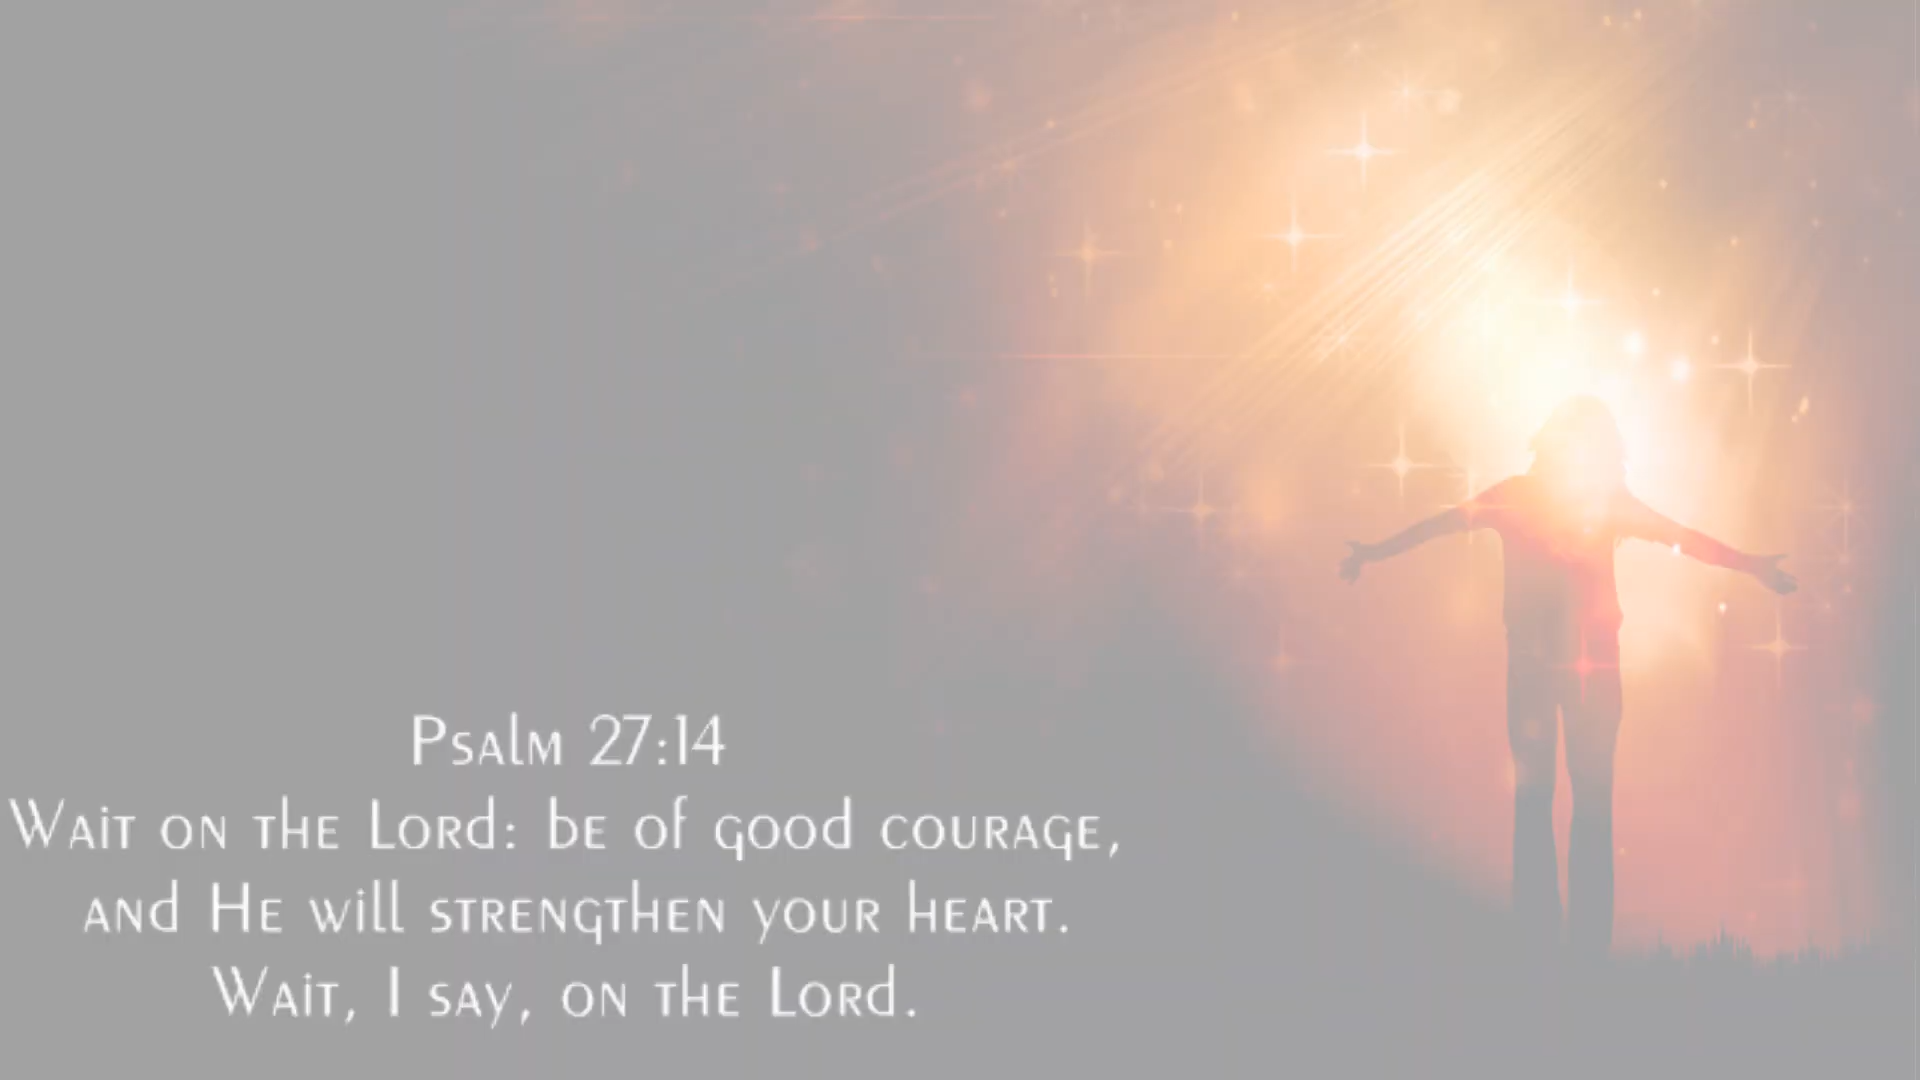 Psalm 27:14
Wait on the Lord: be of good courage,
and He will strengthen your heart.
Wait, I say, on the Lord.